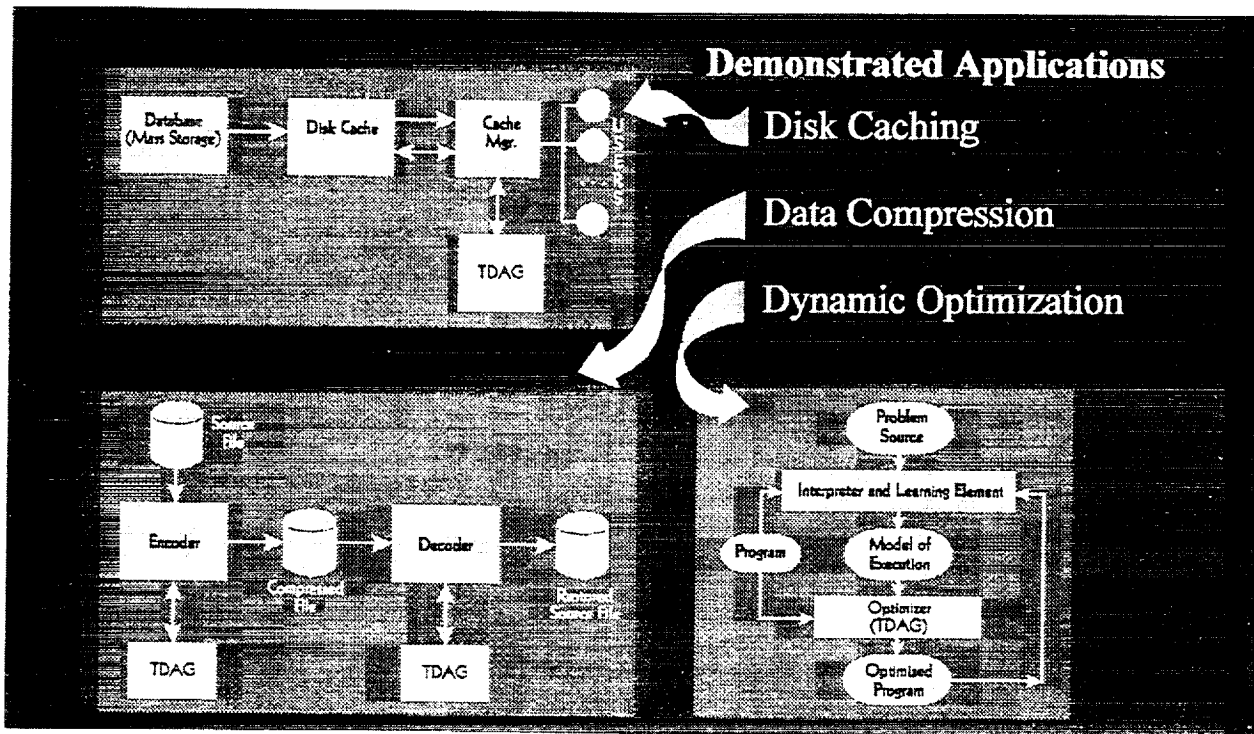 Demonstrated Applications
Disk Caching
Data Compression
Dynamic Optimization
Database
(Mass Storage)
Disk Cache
Cache
Mgr.
USERS
TDAG
Source
File
Encoder
Compressed
File
Decoder
Restored
Source File
TDAG
TDAG
Problem
Source
Interpreter and Learning Element
Program
Model of
Execution
Optimizer
(TDAG)
Optimised
Program